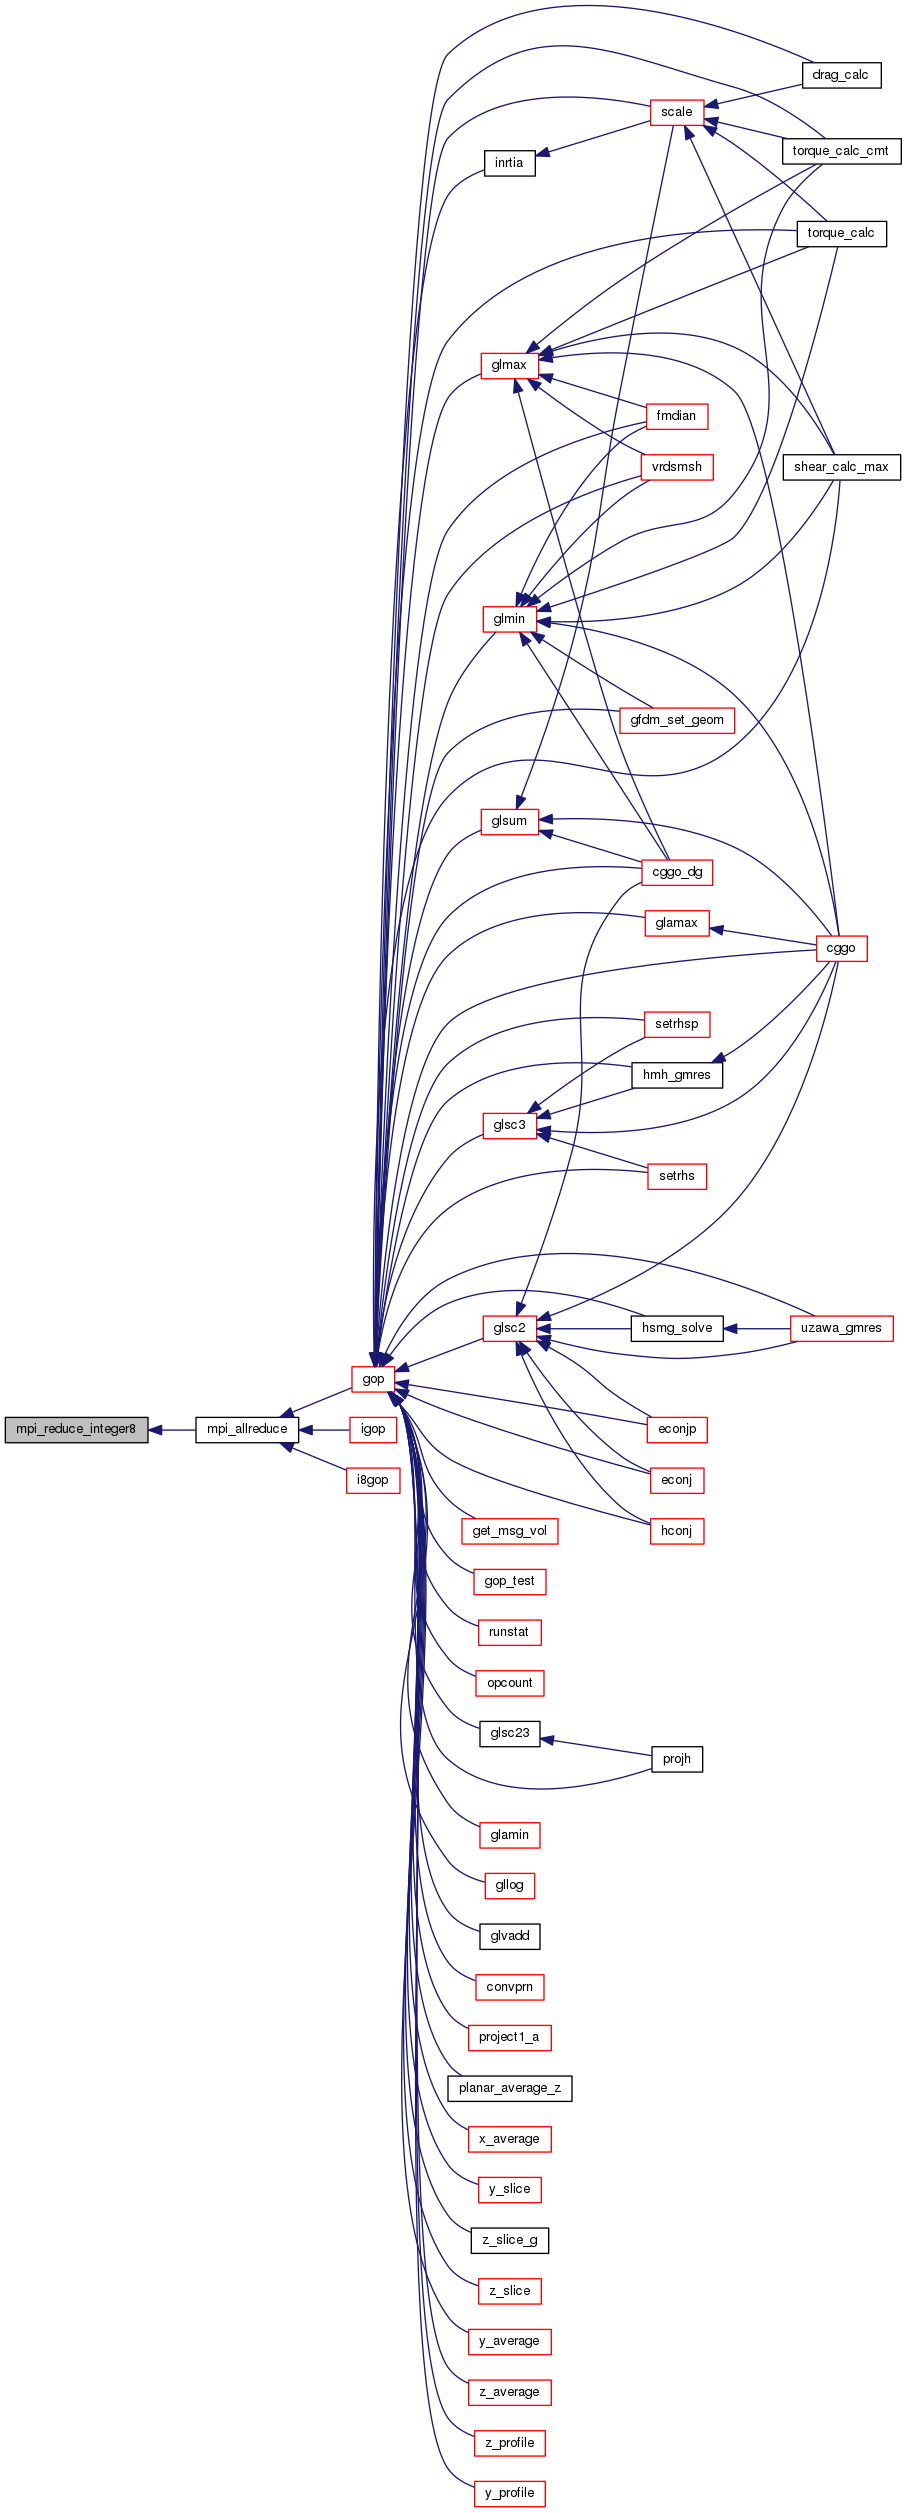 drag_calc
scale
torque_calc_cmt
inrtia
torque_calc
glmax
fmdian
vrdsmsh
shear_calc_max
glmin
gfdm_set_geom
glsum
cggo_dg
glamax
cggo
setrhsp
hmh_gmres
glsc3
setrhs
glsc2
hsmg_solve
uzawa_gmres
gop
mpi_reduce_integer8
mpi_allreduce
igop
econjp
i8gop
econj
get_msg_vol
hconj
gop_test
runstat
opcount
glsc23
projh
glamin
gllog
glvadd
convprn
project1_a
planar_average_z
x_average
y_slice
z_slice_g
z_slice
y_average
z_average
z_profile
y_profile